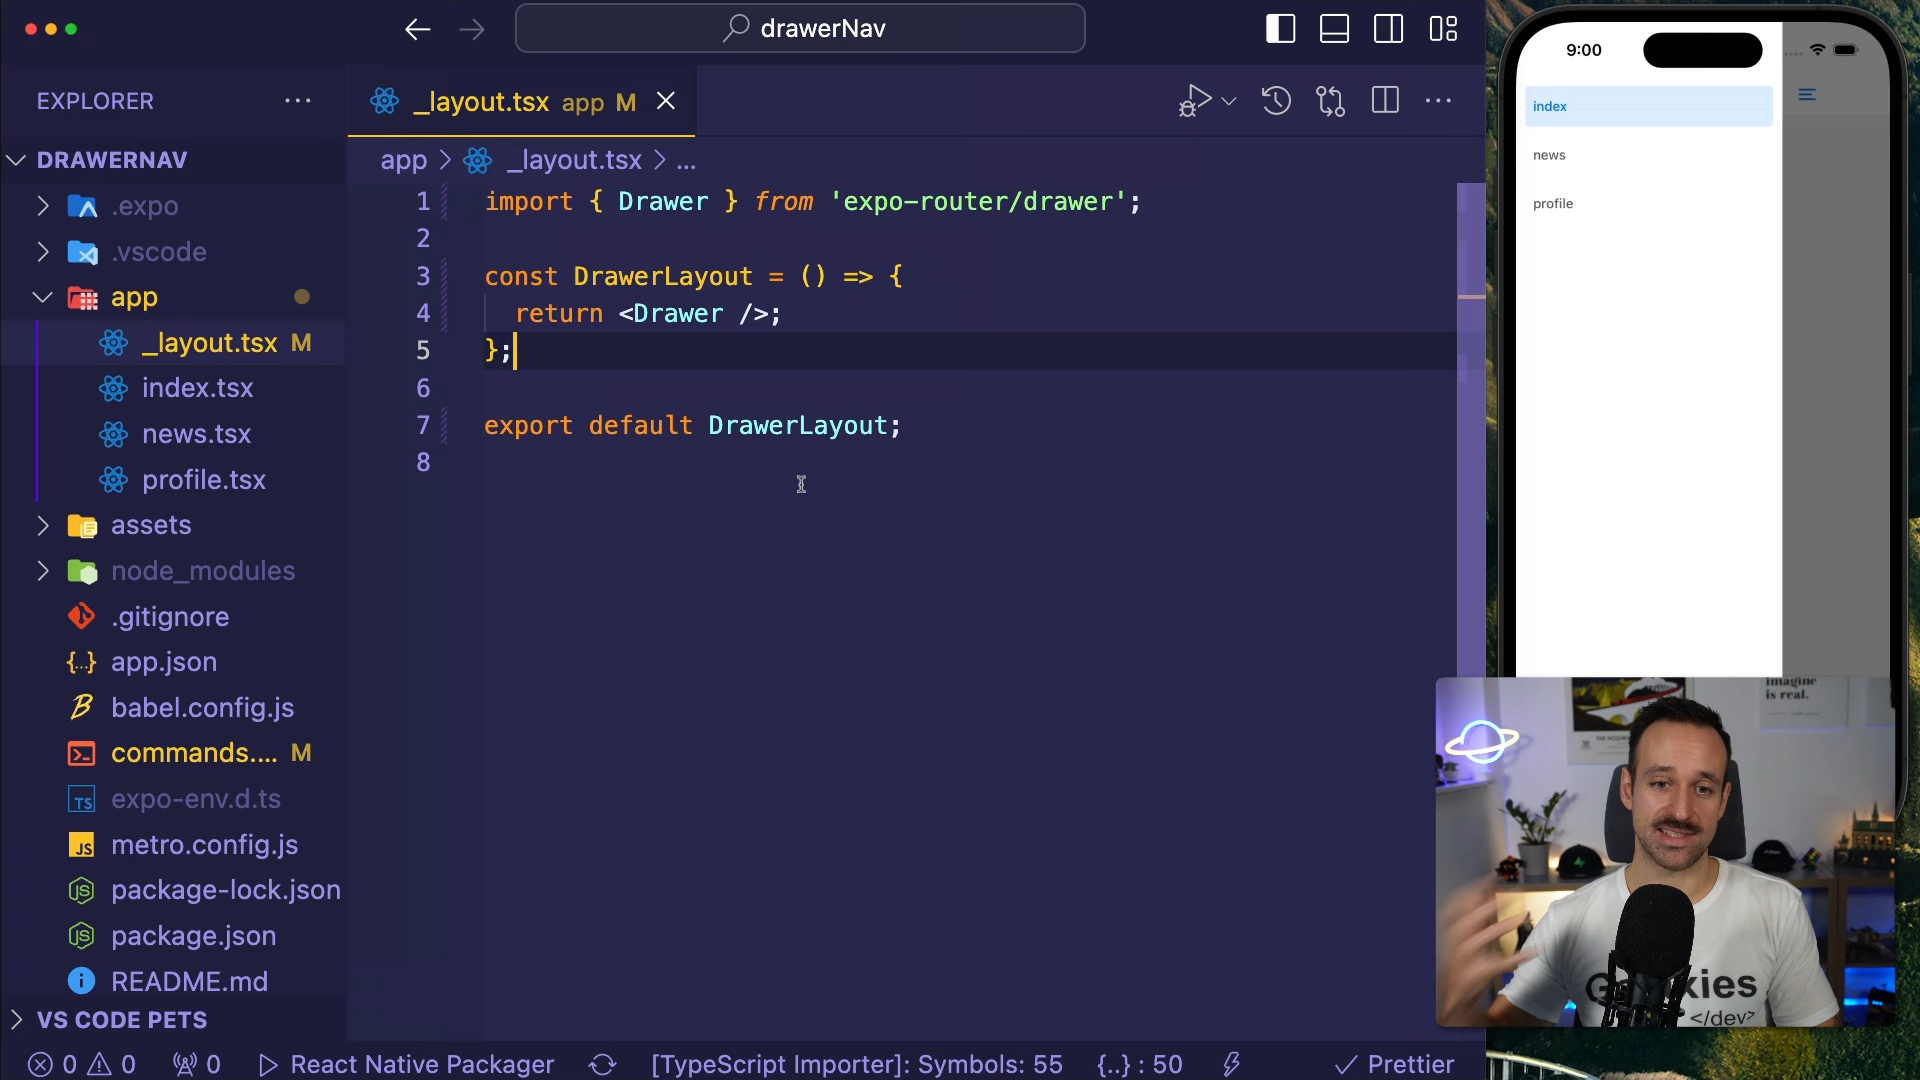 drawerNav
EXPLORER
DRAWERNAV
.expo
.vscode
app
_layout.tsx M
index.tsx
news.tsx
profile.tsx
assets
node_modules
.gitignore
app.json
babel.config.js
commands.... M
expo-env.d.ts
metro.config.js
package-lock.json
package.json
README.md
VS CODE PETS
_layout.tsx app M
app > _layout.tsx > ...
1 import { Drawer } from 'expo-router/drawer';
2
3 const DrawerLayout = () => {
4 return <Drawer />;
5 };
6
7 export default DrawerLayout;
8
0 0 0 React Native Packager [TypeScript Importer]: Symbols: 55 {..} : 50 Prettier
9:00
index
news
profile
imagine
is real.
</dev>